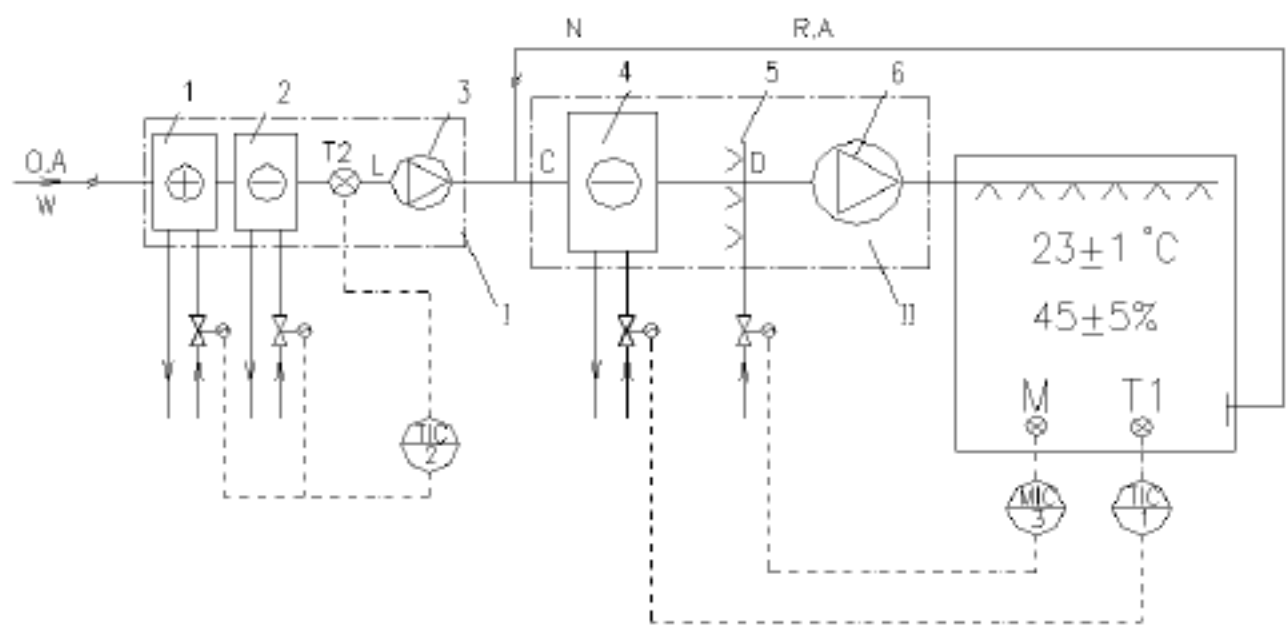 N R,A
1 2 3 4 5 6
O,A T2 L C D
W
23±1°C
I II
45±5%
M T1
TIC
2
MIC TIC
3 1